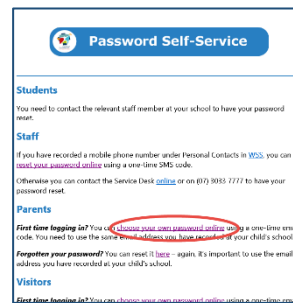 Password Self-Service
Students
You need to contact the relevant staff member at your school to have your password
reset.
Staff
If you have recorded a mobile phone number under Personal Contacts in WSS, you can
reset your password online using a one-time SMS code.
Otherwise you can contact the Service Desk online or on (07) 3033 7777 to have your
password reset.
Parents
First time logging in? You can choose your own password online using a one-time
code. You need to use the same email address you have recorded at your child's school
Forgotten your password? You can reset it here – again, it's important to use the email
address you have recorded at your child's school.
Visitors
First time logging in? You can choose your own password online using a one-time